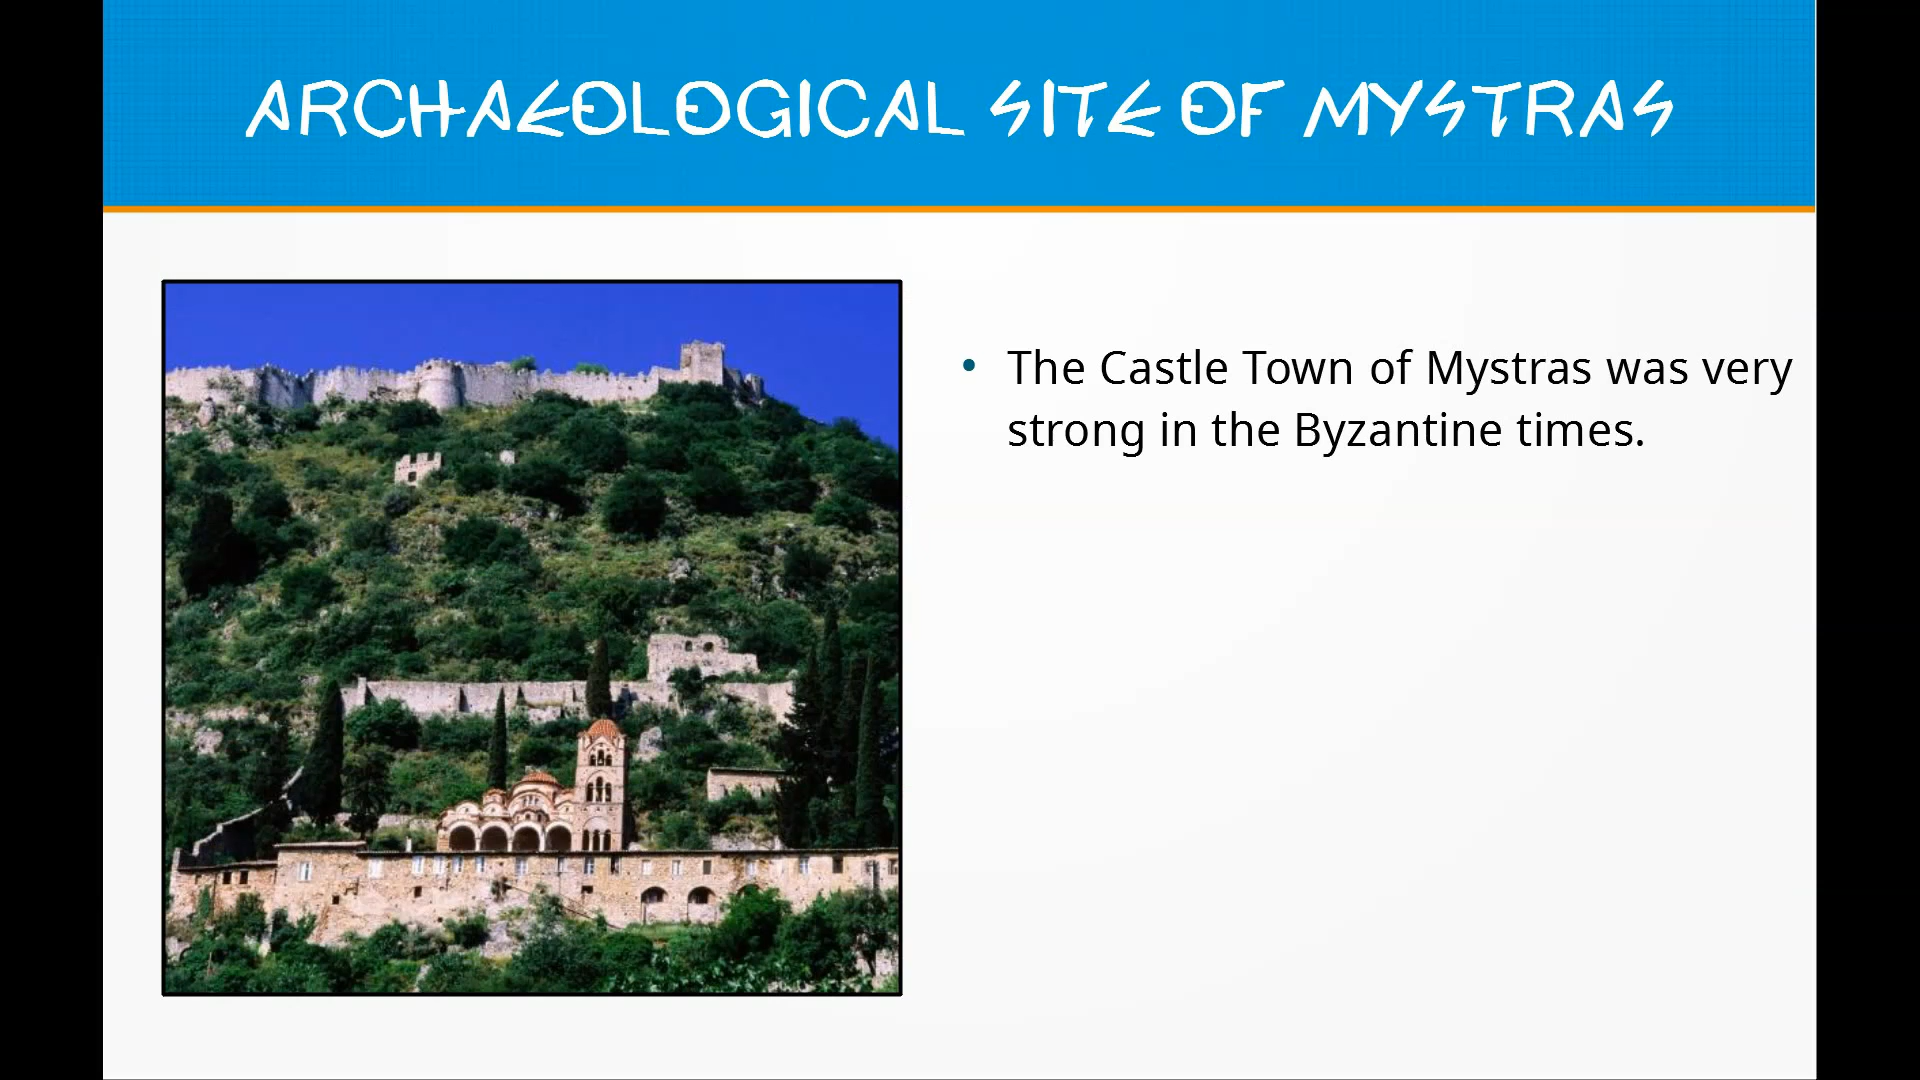 ARCHAEOLOGICAL SITE OF MYSTRAS
• The Castle Town of Mystras was very
strong in the Byzantine times.